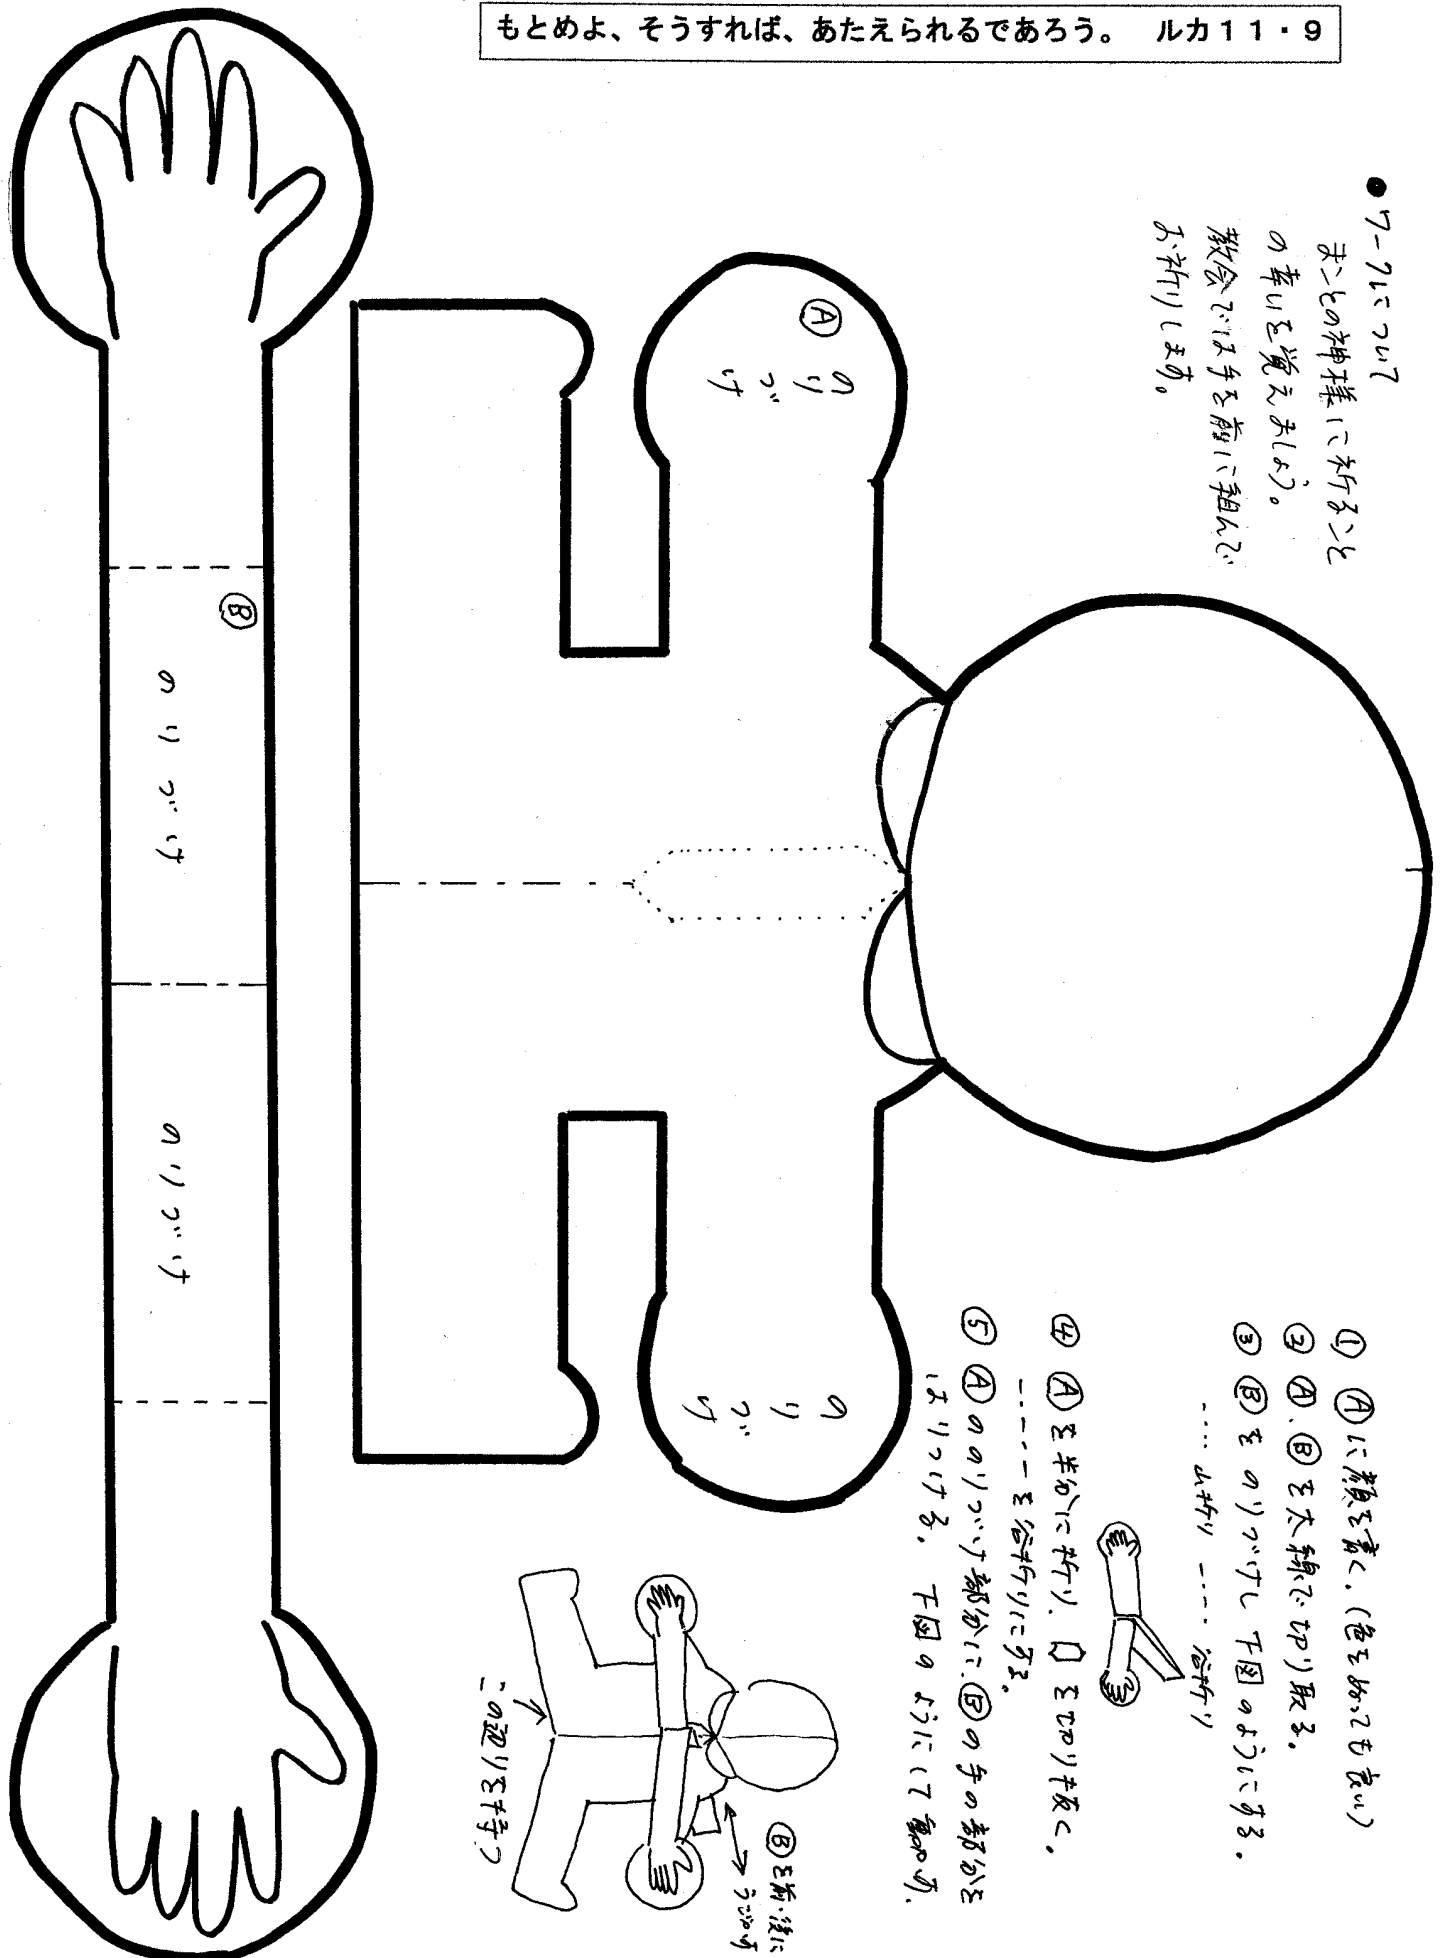 もとめよ、そうすれば、あたえられるであろう。　ルカ１１・９
●ワークについて
まことの神様に祈ること
の幸いを覚えましょう。
教会では手を前に組んで
お祈りします。
Ⓐ
のりづけ
Ⓑ
のりづけ
のりづけ
のりづけ
① Ⓐに顔を書く.(色をぬっても良い)
② Ⓐ、Ⓑを太線で切り取る.
③ Ⓑをのりづけし下図のようにする.
---- 山折り -・-・- 谷折り
④ Ⓐを半分に折り、⬡を切り抜く.
-・-・-を谷折りにする.
⑤ Ⓐののりづけ部分に、Ⓑの手の部分を
はりつける. 下図のようにして動かす.
Ⓑを前・後に
うごかす
この辺りを持つ